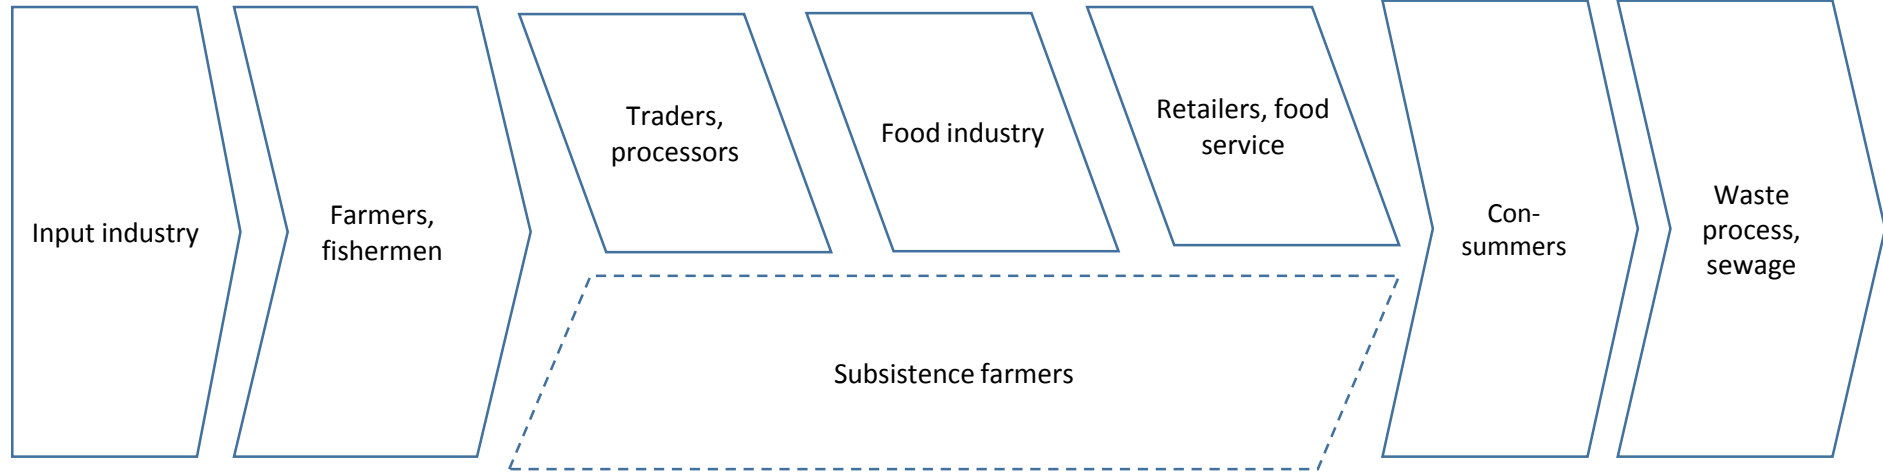 Input industry
Farmers,
fishermen
Traders,
processors
Food industry
Retailers, food
service
Subsistence farmers
Con-
summers
Waste
process,
sewage